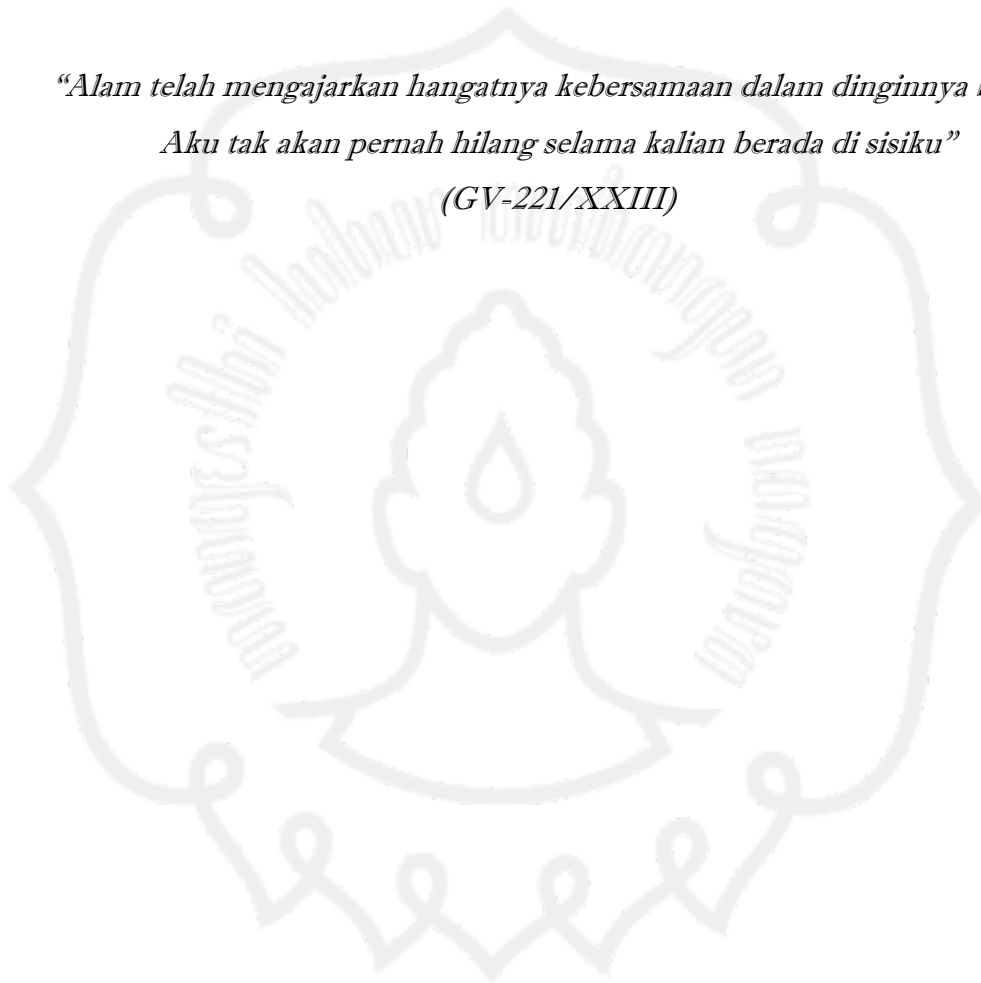 “Alam telah mengajarkan hangatnya kebersamaan dalam dinginnya
Aku tak akan pernah hilang selama kalian berada di sisiku”
(GV-221/XXIII)